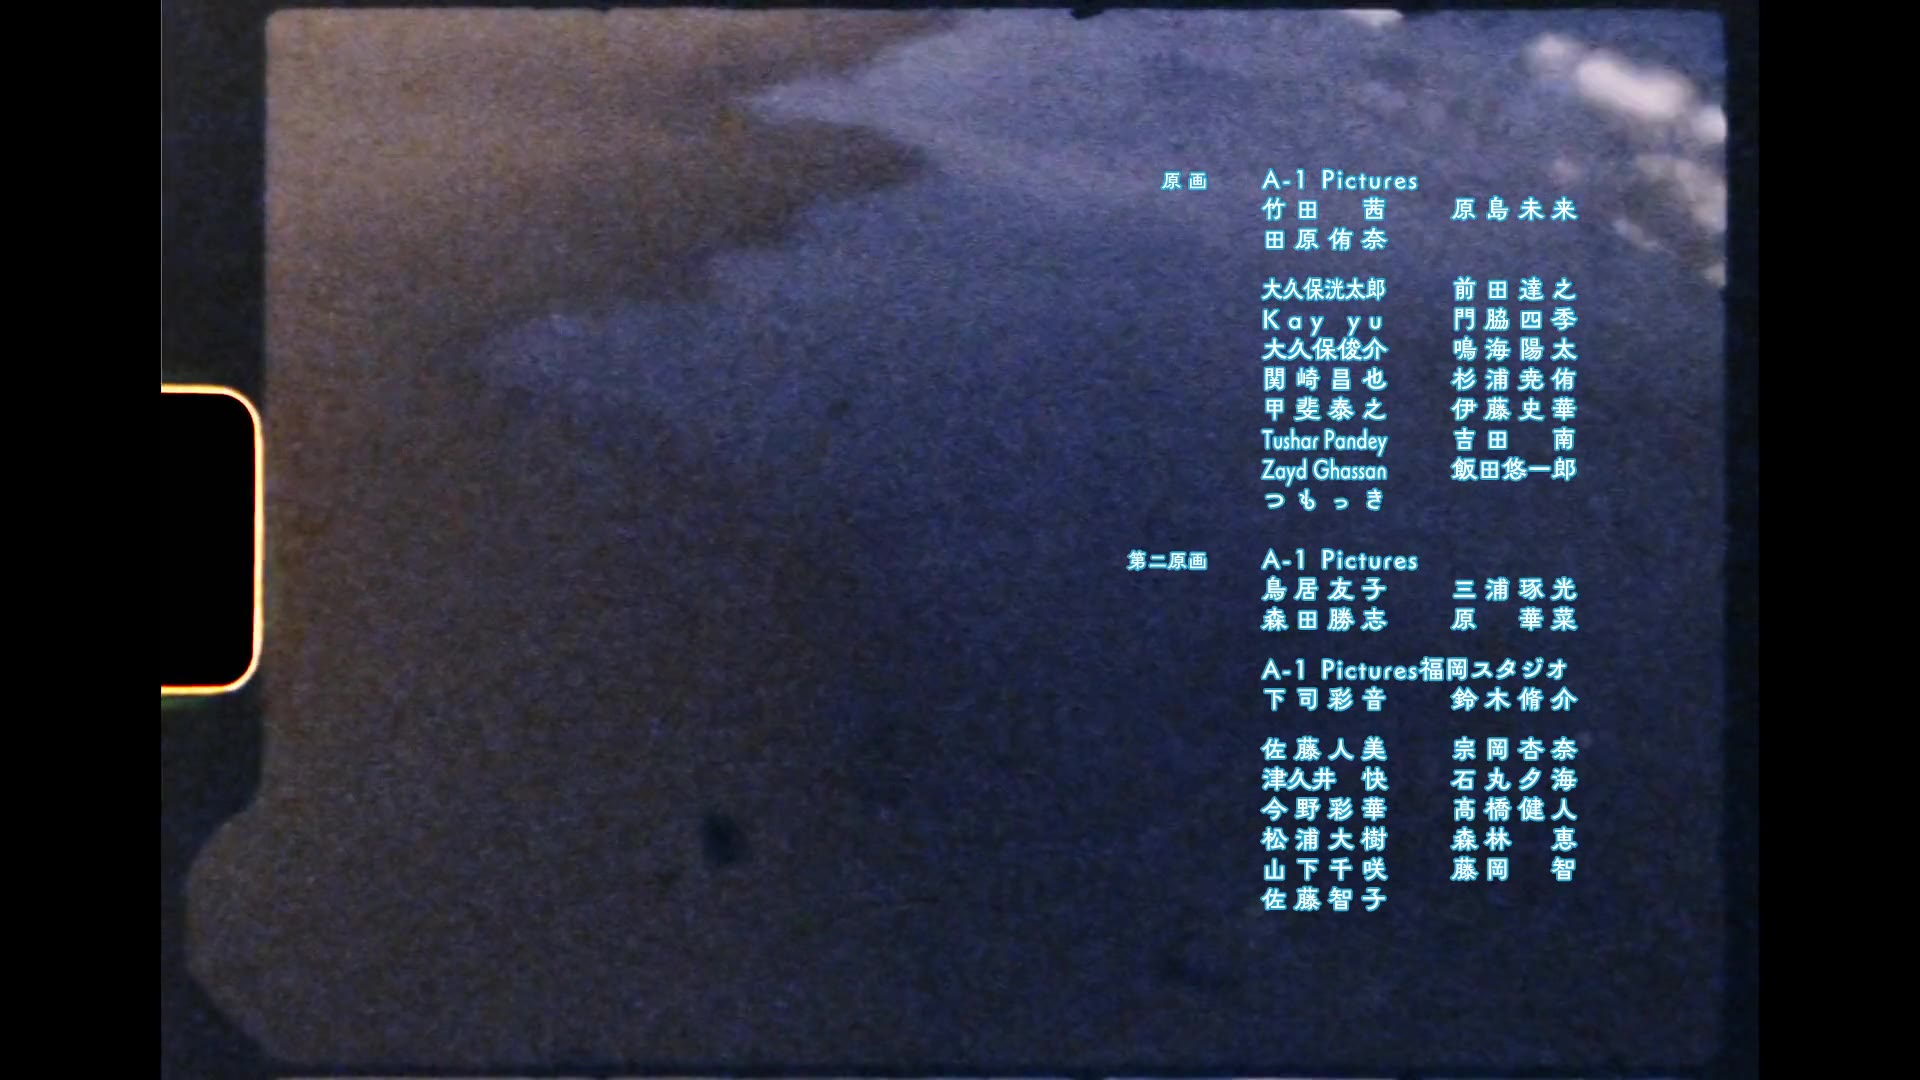 原画 A-1 Pictures
竹田 茜 原島未来
田原侑奈
大久保洸太郎 前田達之
Kay yu 門脇四季
大久保俊介 鳴海陽太
関崎昌也 杉浦尭侑
甲斐泰之 伊藤史華
Tushar Pandey 吉田 南
Zayd Ghassan 飯田悠一郎
つもっき
第二原画 A-1 Pictures
鳥居友子 三浦琢光
森田勝志 原 華菜
A-1 Pictures福岡スタジオ
下司彩音 鈴木脩介
佐藤人美 宗岡杏奈
津久井 快 石丸夕海
今野彩華 髙橋健人
松浦大樹 森林 恵
山下千咲 藤岡 智
佐藤智子